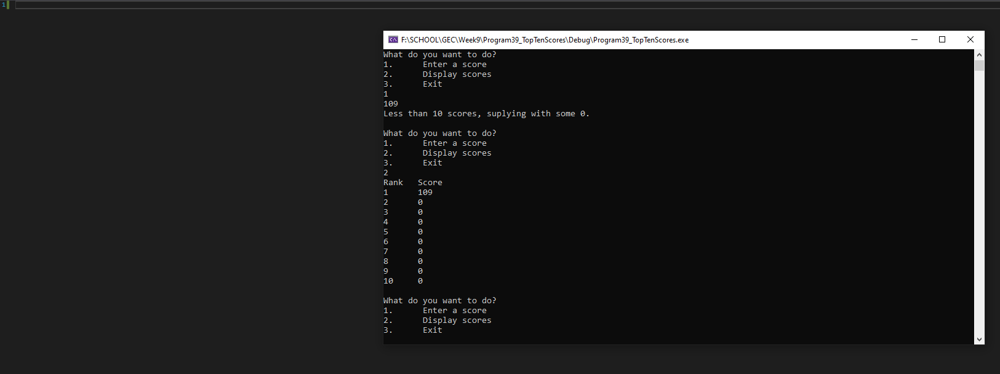 1
F:\SCHOOL\GEC\Week9\Program39_TopTenScores\Debug\Program39_TopTenScores.exe
What do you want to do?
1. Enter a score
2. Display scores
3. Exit
1
109
Less than 10 scores, suplying with some 0.
What do you want to do?
1. Enter a score
2. Display scores
3. Exit
2
Rank Score
1 109
2 0
3 0
4 0
5 0
6 0
7 0
8 0
9 0
10 0
What do you want to do?
1. Enter a score
2. Display scores
3. Exit